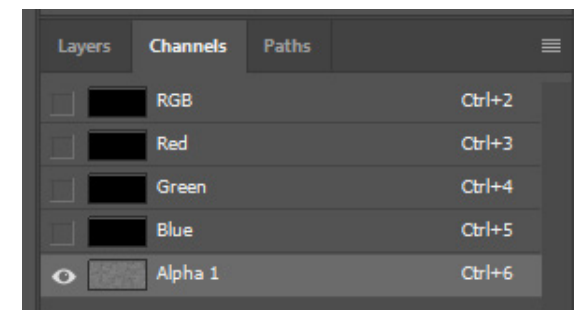 Layers Channels Paths
RGB Ctrl+2
Red Ctrl+3
Green Ctrl+4
Blue Ctrl+5
Alpha 1 Ctrl+6